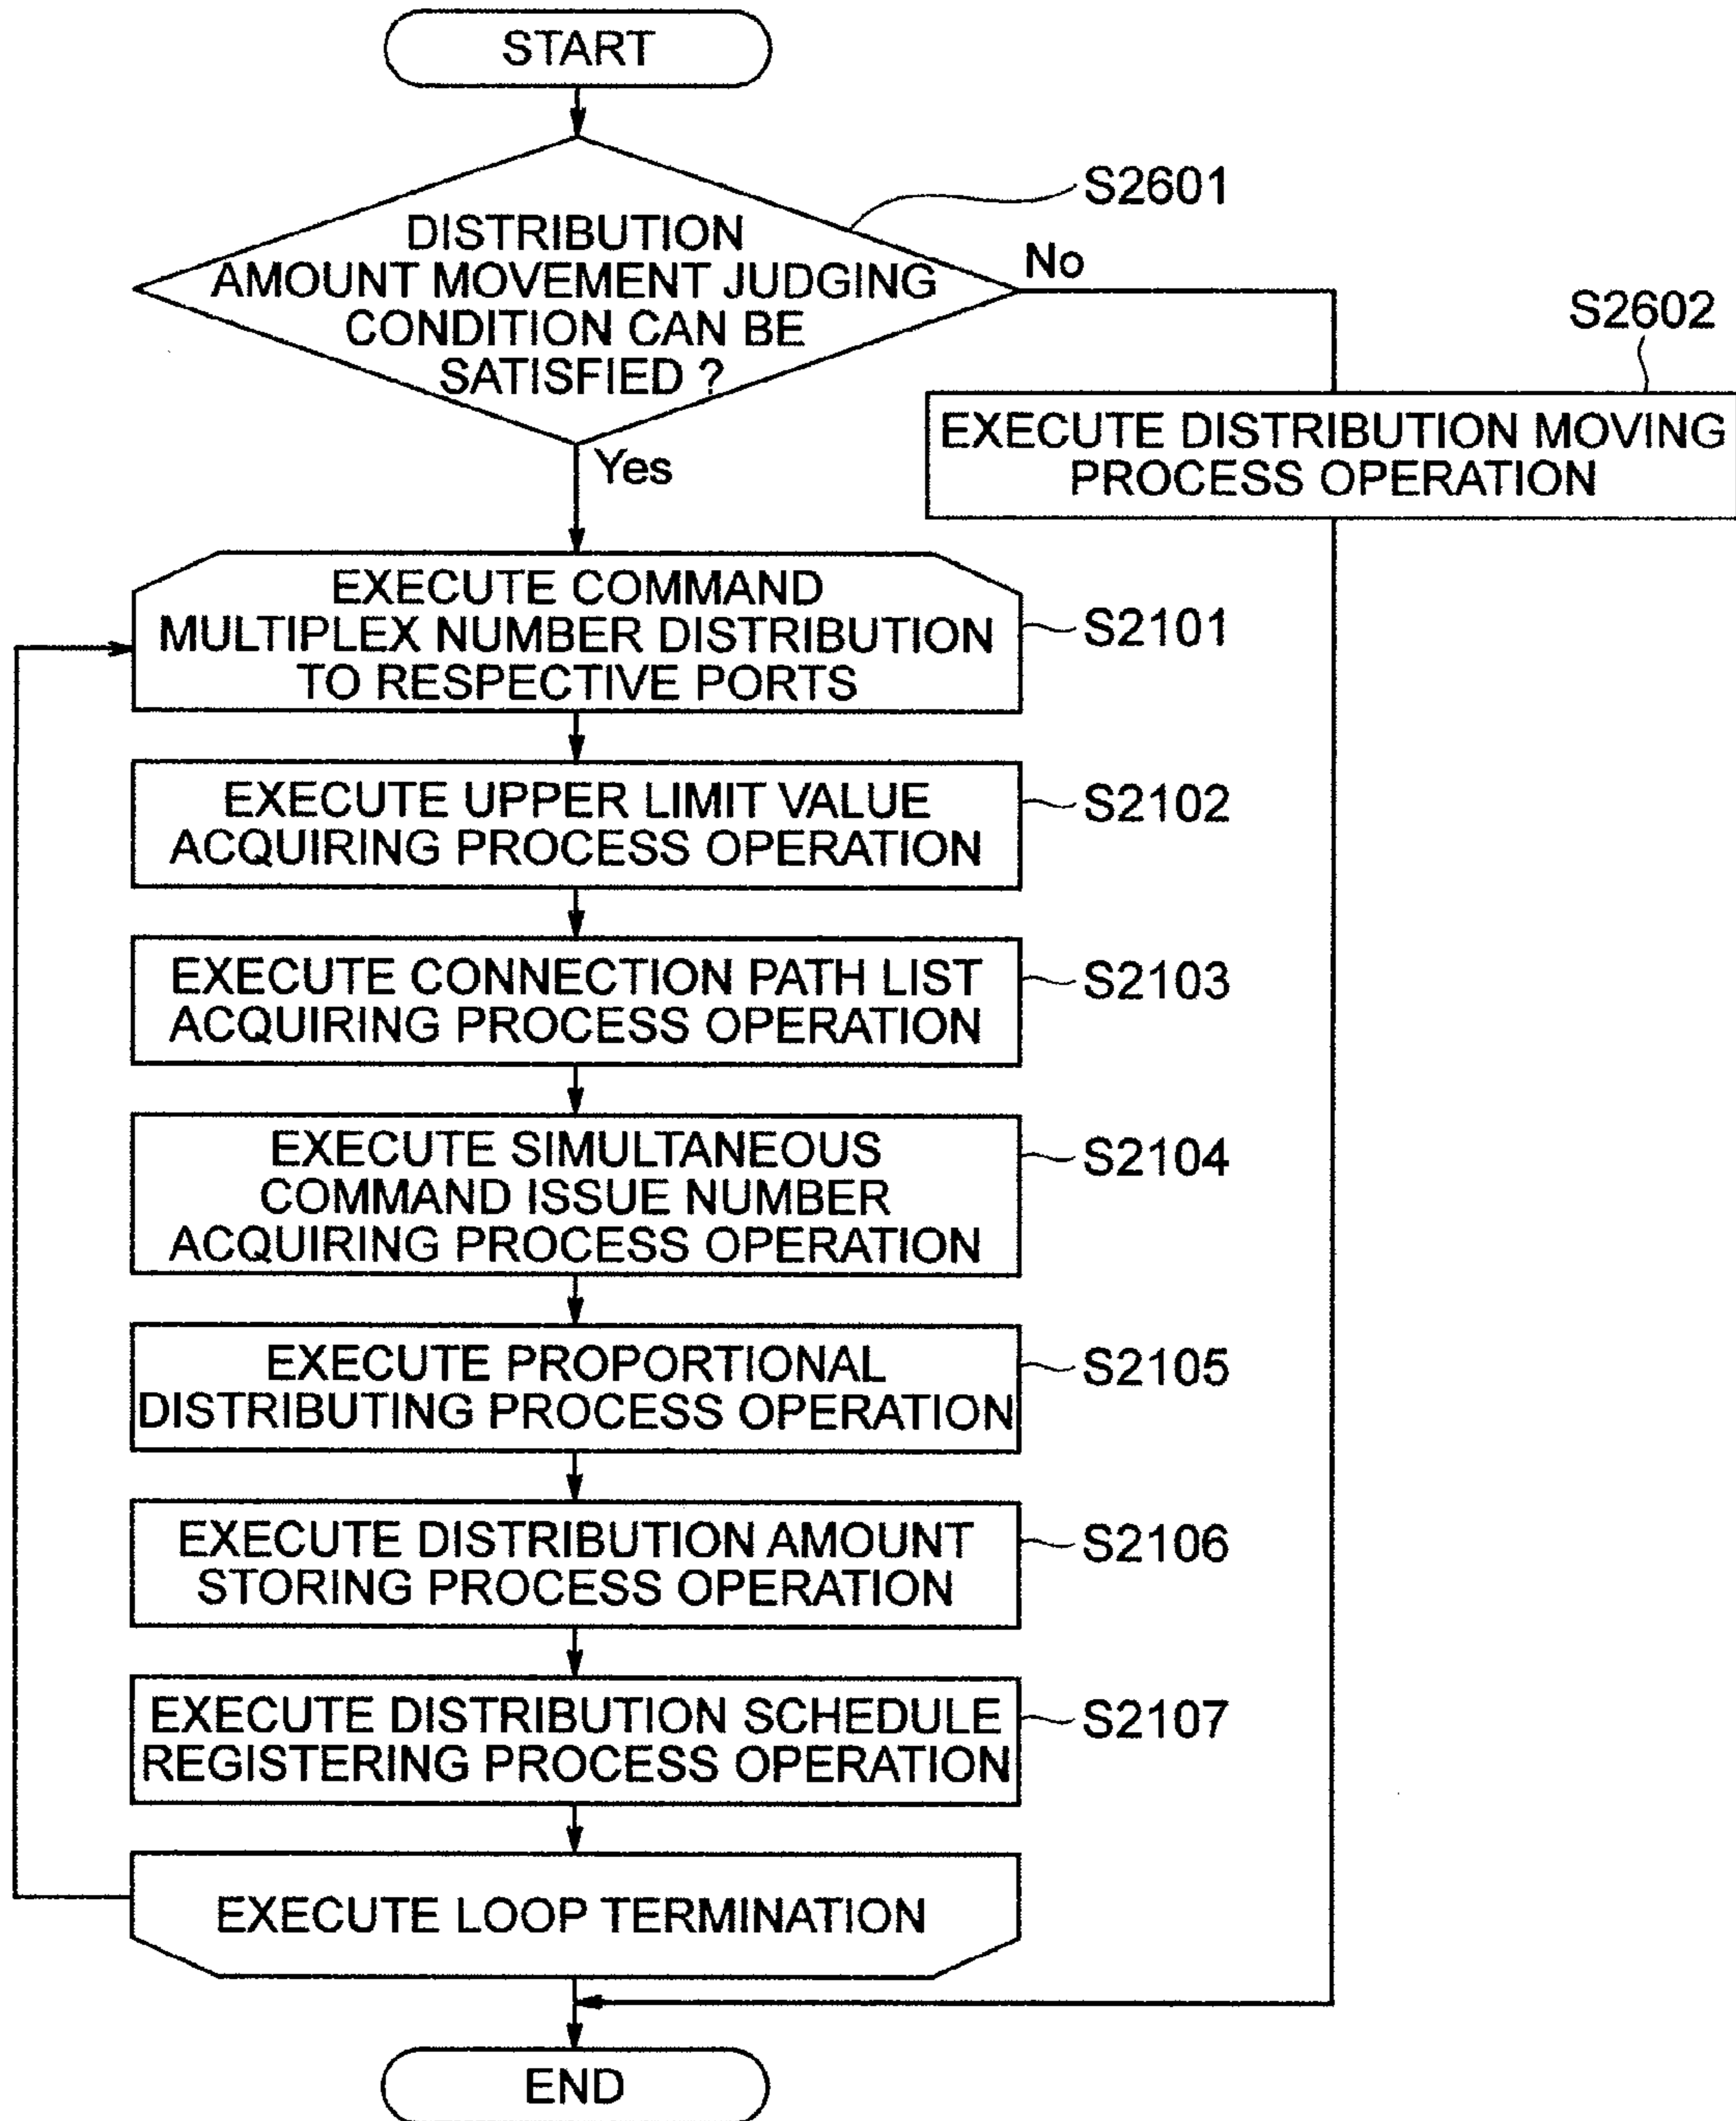 START
S2601
DISTRIBUTION
AMOUNT MOVEMENT JUDGING
CONDITION CAN BE
SATISFIED ?
No
Yes
S2602
EXECUTE DISTRIBUTION MOVING
PROCESS OPERATION
EXECUTE COMMAND
MULTIPLEX NUMBER DISTRIBUTION
TO RESPECTIVE PORTS
S2101
EXECUTE UPPER LIMIT VALUE
ACQUIRING PROCESS OPERATION
S2102
EXECUTE CONNECTION PATH LIST
ACQUIRING PROCESS OPERATION
S2103
EXECUTE SIMULTANEOUS
COMMAND ISSUE NUMBER
ACQUIRING PROCESS OPERATION
S2104
EXECUTE PROPORTIONAL
DISTRIBUTING PROCESS OPERATION
S2105
EXECUTE DISTRIBUTION AMOUNT
STORING PROCESS OPERATION
S2106
EXECUTE DISTRIBUTION SCHEDULE
REGISTERING PROCESS OPERATION
S2107
EXECUTE LOOP TERMINATION
END